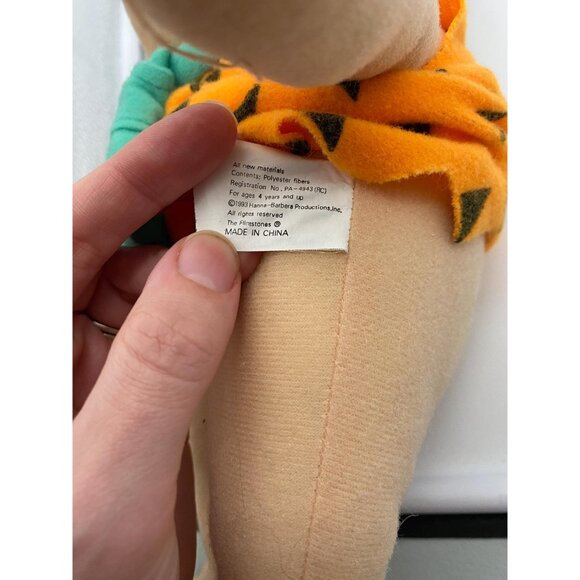 All new materials
Contents: Polyester fibers
Registration No. PA-4943 (RC)
For ages 4 years and up
©1993 Hanna-Barbera Productions, Inc.
All rights reserved
The Flinstones ®
MADE IN CHINA